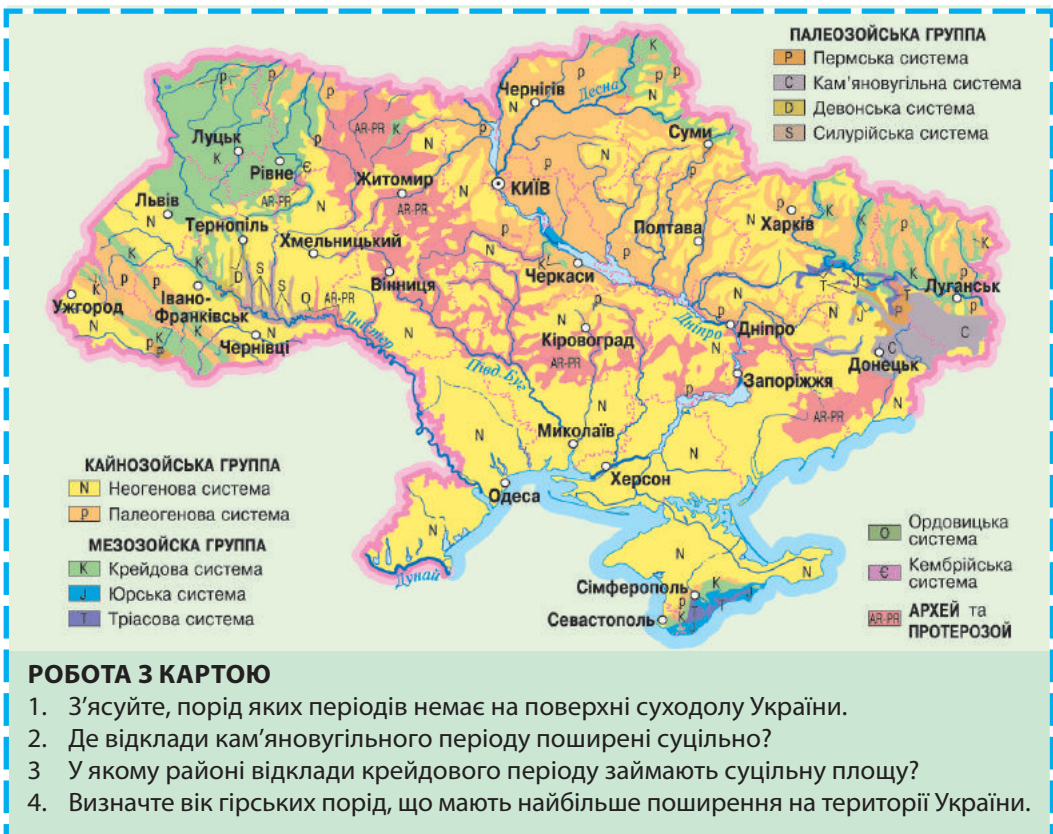 ПАЛЕОЗОЙСЬКА ГРУППА
P Пермська система
C Кам'яновугільна система
D Девонська система
S Силурійська система
Чернігів
Десна
Суми
Луцьк
Рівне
Житомир
КИЇВ
Львів
Тернопіль
Хмельницький
Полтава
Харків
Вінниця
Черкаси
Ужгород
Івано-
Франківськ
Чернівці
Дністер
Півд. Буг
Кіровоград
Дніпро
Дніпро
Луганськ
Донецьк
Запоріжжя
Миколаїв
Херсон
Одеса
Дунай
Сімферополь
Севастополь
КАЙНОЗОЙСЬКА ГРУППА
N Неогенова система
P Палеогенова система
МЕЗОЗОЙСКА ГРУППА
K Крейдова система
J Юрська система
T Тріасова система
O Ордовицька
система
Є Кембрійська
система
AR-PR АРХЕЙ та
ПРОТЕРОЗОЙ
РОБОТА З КАРТОЮ
1. З'ясуйте, порід яких періодів немає на поверхні суходолу України.
2. Де відклади кам'яновугільного періоду поширені суцільно?
3 У якому районі відклади крейдового періоду займають суцільну площу?
4. Визначте вік гірських порід, що мають найбільше поширення на території України.